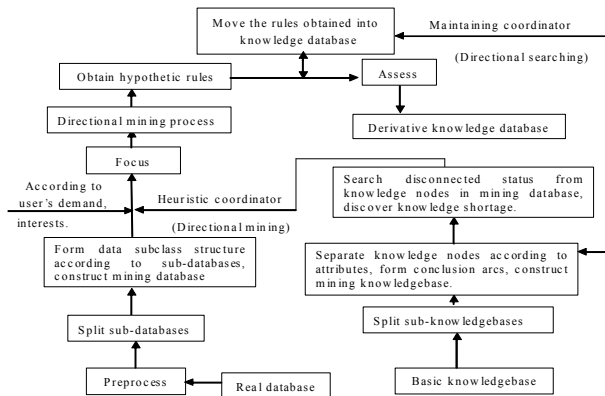 Move the rules obtained into
knowledge database
Maintaining coordinator
(Directional searching)
Obtain hypothetic rules
Assess
Directional mining process
Derivative knowledge database
Focus
According to
user's demand,
interests.
Heuristic coordinator
(Directional mining)
Search disconnected status from
knowledge nodes in mining database,
discover knowledge shortage.
Form data subclass structure
according to sub-databases,
construct mining database
Separate knowledge nodes according to
attributes, form conclusion arcs, construct
mining knowledgebase.
Split sub-databases
Split sub-knowledgebases
Preprocess
Real database
Basic knowledgebase